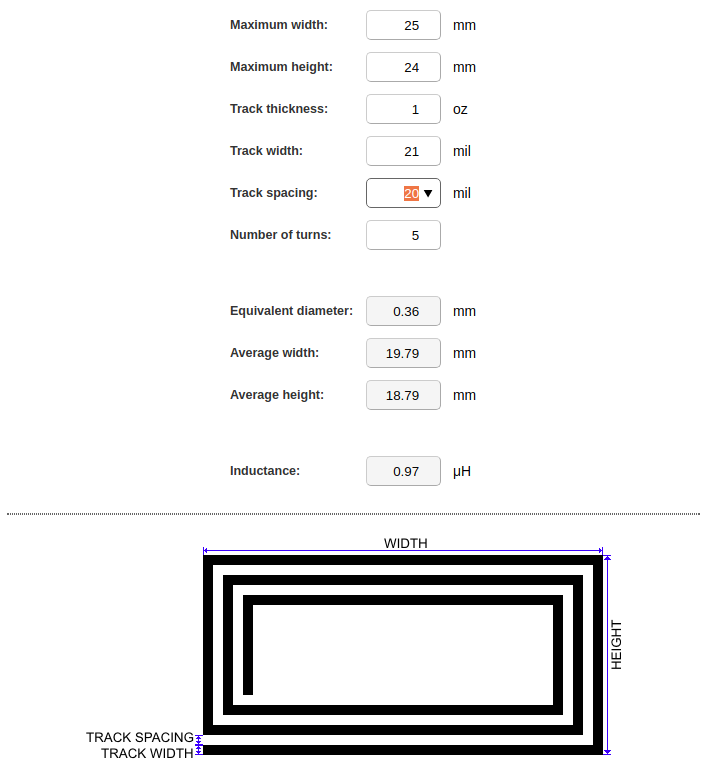 Maximum width: 25 mm
Maximum height: 24 mm
Track thickness: 1 oz
Track width: 21 mil
Track spacing: 20 mil
Number of turns: 5
Equivalent diameter: 0.36 mm
Average width: 19.79 mm
Average height: 18.79 mm
Inductance: 0.97 μH
WIDTH
HEIGHT
TRACK SPACING
TRACK WIDTH